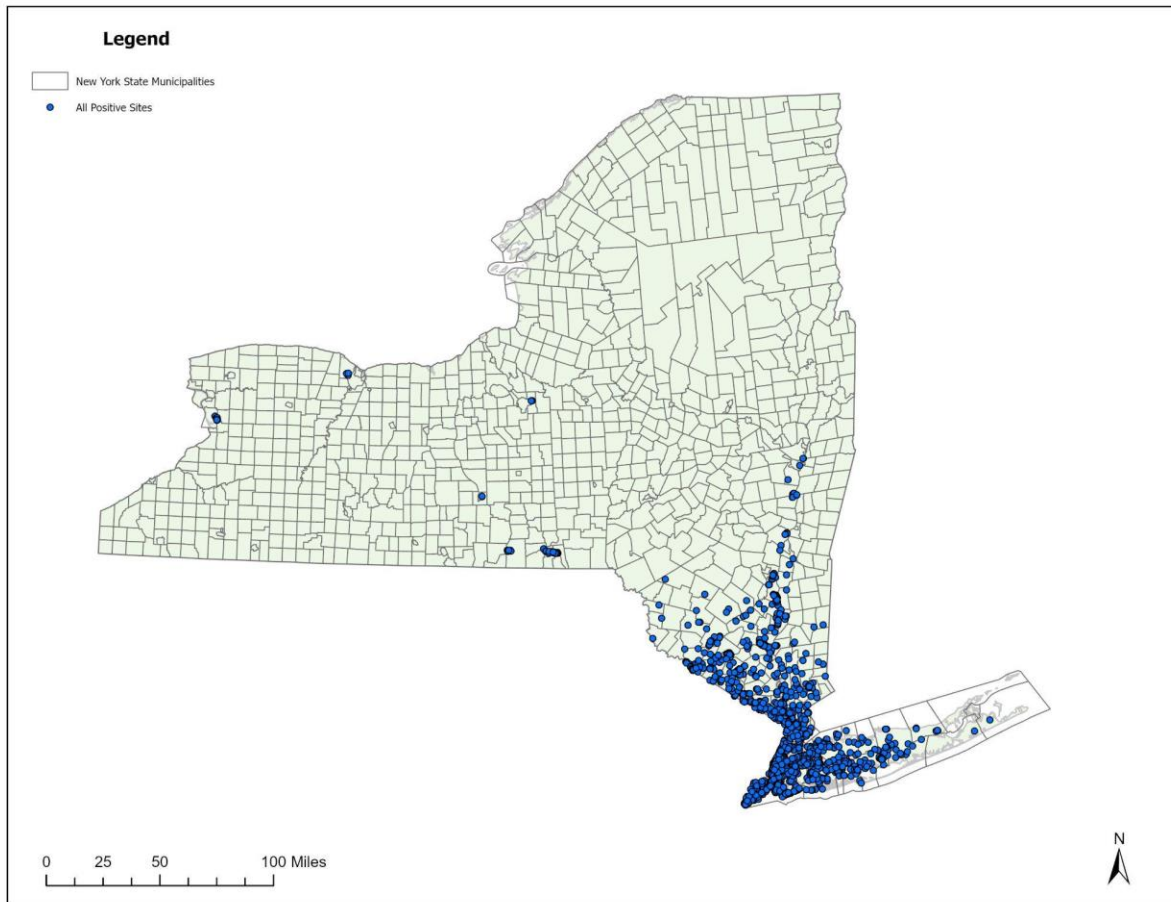 Legend
New York State Municipalities
All Positive Sites
N
0 25 50 100 Miles